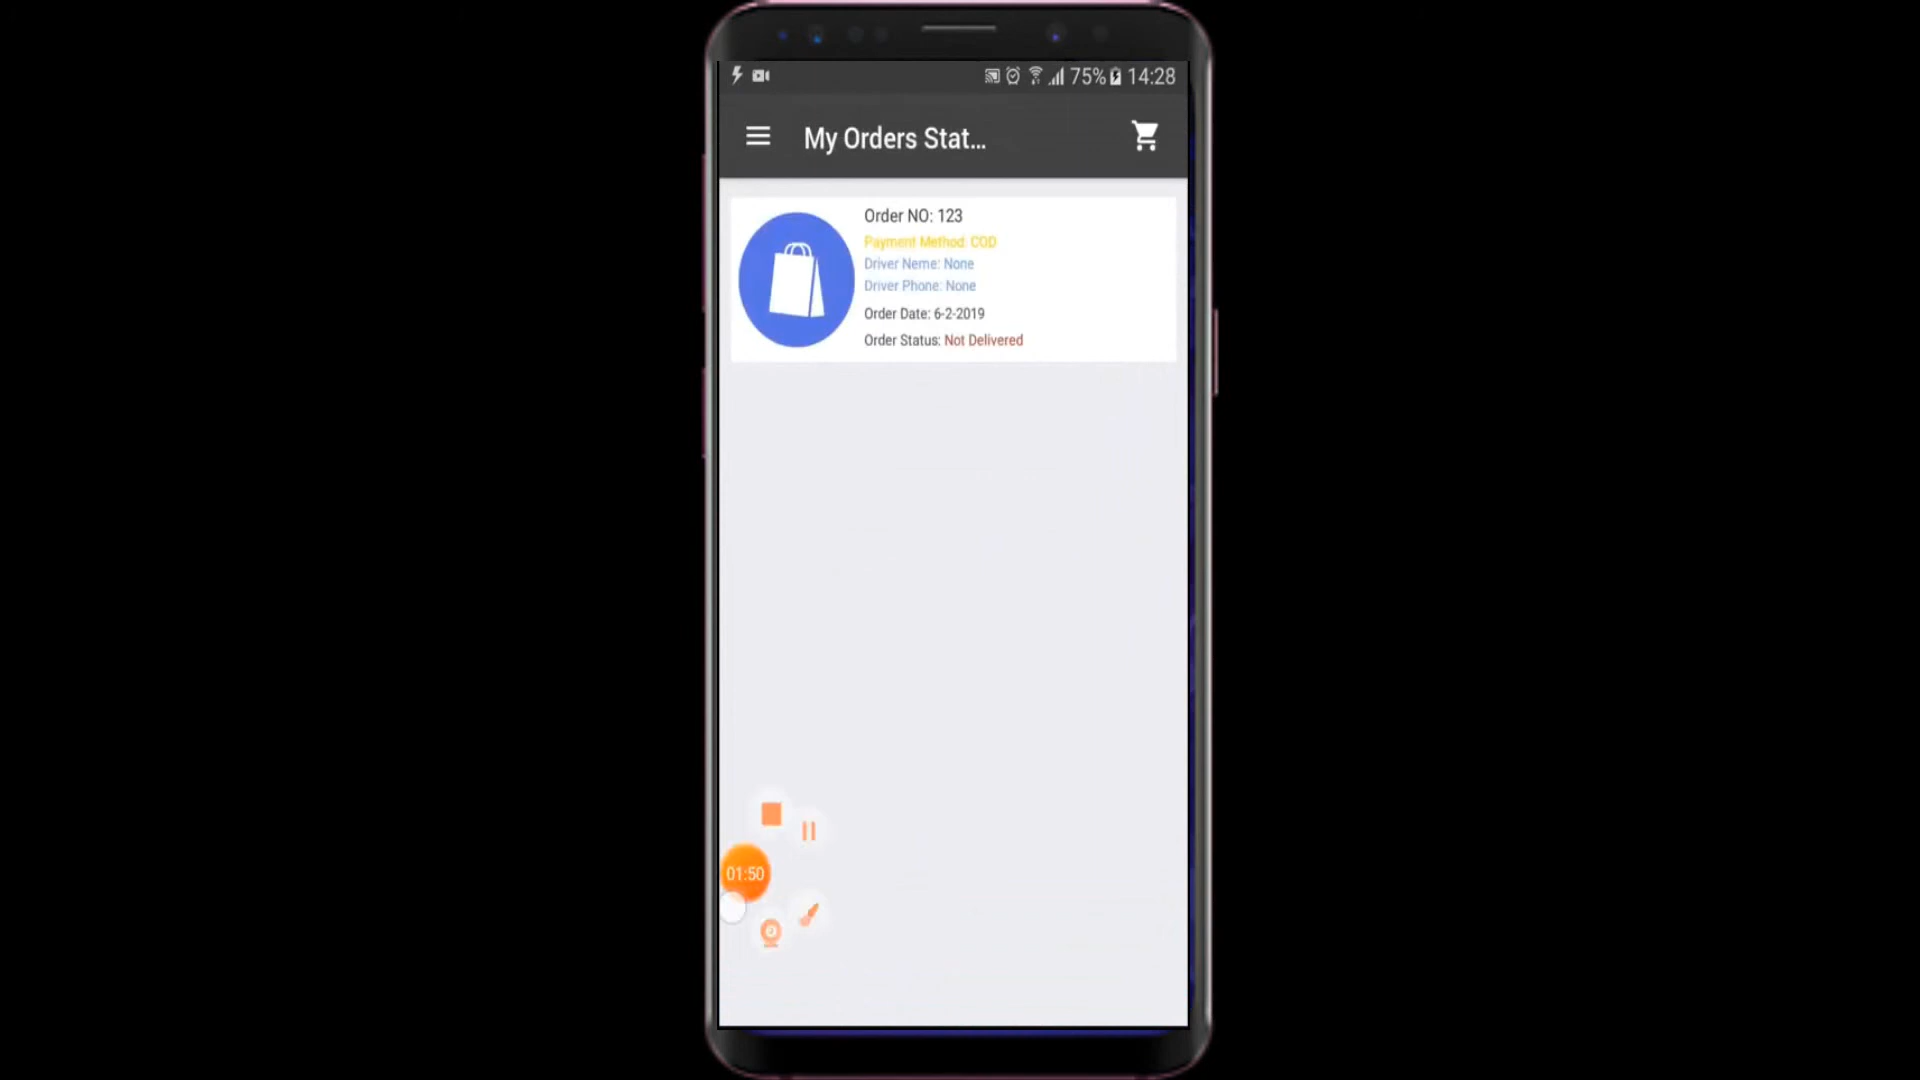 75% 14:28
My Orders Stat...
Order NO: 123
Payment Method: COD
Driver Neme: None
Driver Phone: None
Order Date: 6-2-2019
Order Status: Not Delivered
01:50